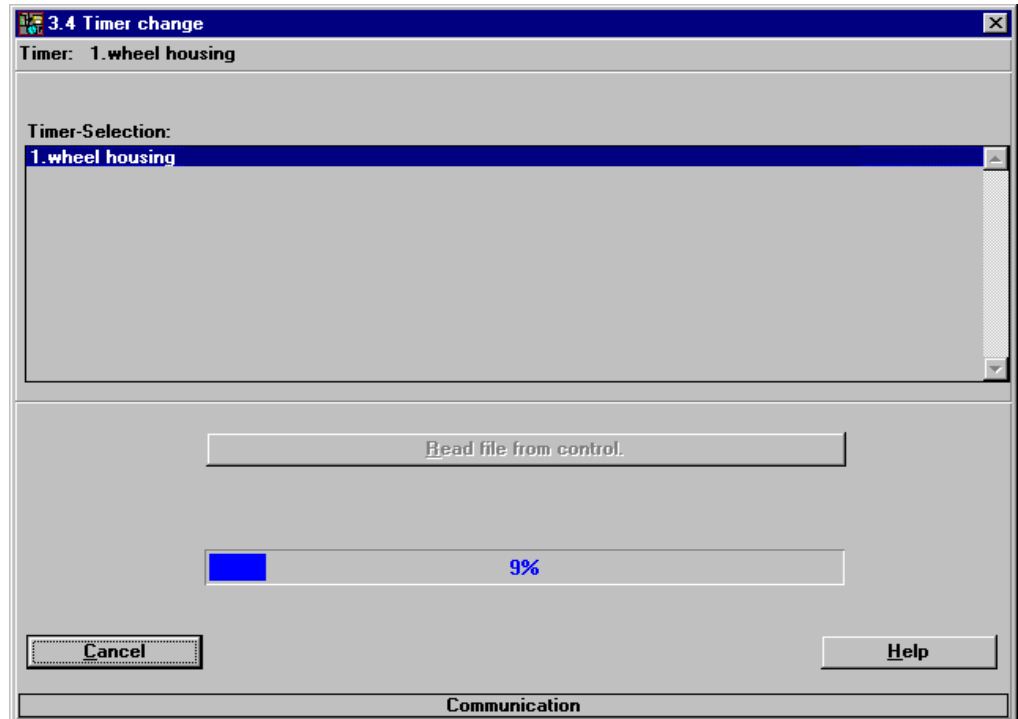 3.4 Timer change
Timer: 1.wheel housing
Timer-Selection:
1.wheel housing
Read file from control.
9%
Cancel
Help
Communication